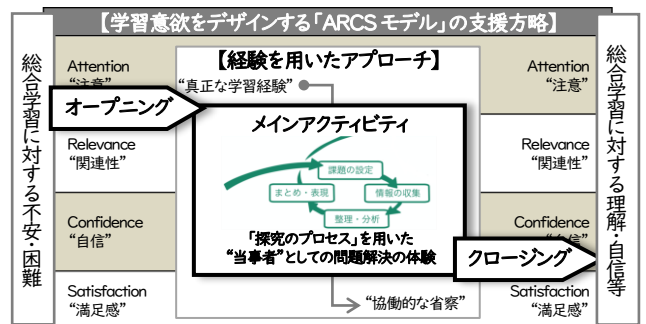 【学習意欲をデザインする「ARCSモデル」の支援方略】
総合学習に対する不安・困難
Attention
“注意”
オープニング
Relevance
“関連性”
Confidence
“自信”
Satisfaction
“満足感”
【経験を用いたアプローチ】
“真正な学習経験”
メインアクティビティ
課題の設定
まとめ・表現
情報の収集
整理・分析
「探究のプロセス」を用いた
“当事者”としての問題解決の体験
“協働的な省察”
Attention
“注意”
Relevance
“関連性”
Confidence
“自信”
クロージング
Satisfaction
“満足感”
総合学習に対する理解・自信等